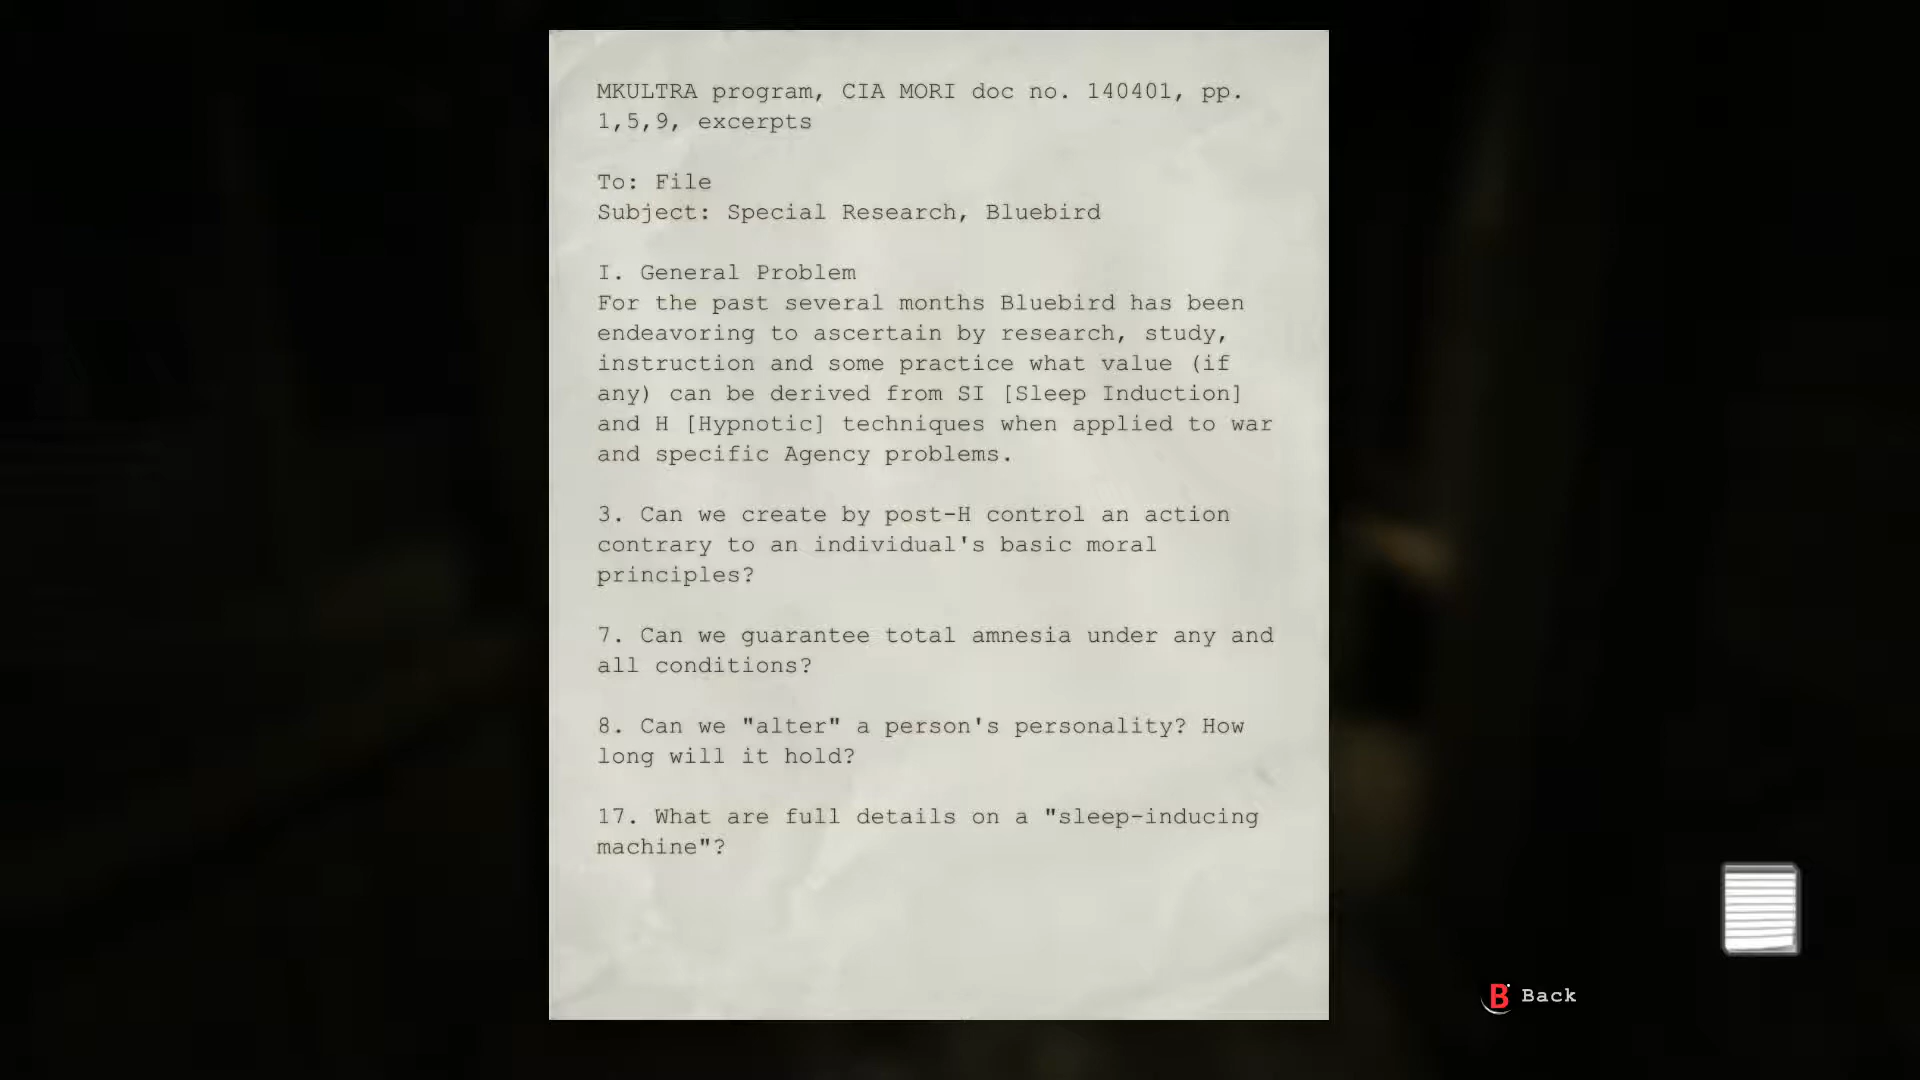 MKULTRA program, CIA MORI doc no. 140401, pp.
1,5,9, excerpts
To: File
Subject: Special Research, Bluebird
I. General Problem
For the past several months Bluebird has been
endeavoring to ascertain by research, study,
instruction and some practice what value (if
any) can be derived from SI [Sleep Induction]
and H [Hypnotic] techniques when applied to war
and specific Agency problems.
3. Can we create by post-H control an action
contrary to an individual's basic moral
principles?
7. Can we guarantee total amnesia under any and
all conditions?
8. Can we "alter" a person's personality? How
long will it hold?
17. What are full details on a "sleep-inducing
machine"?
B Back